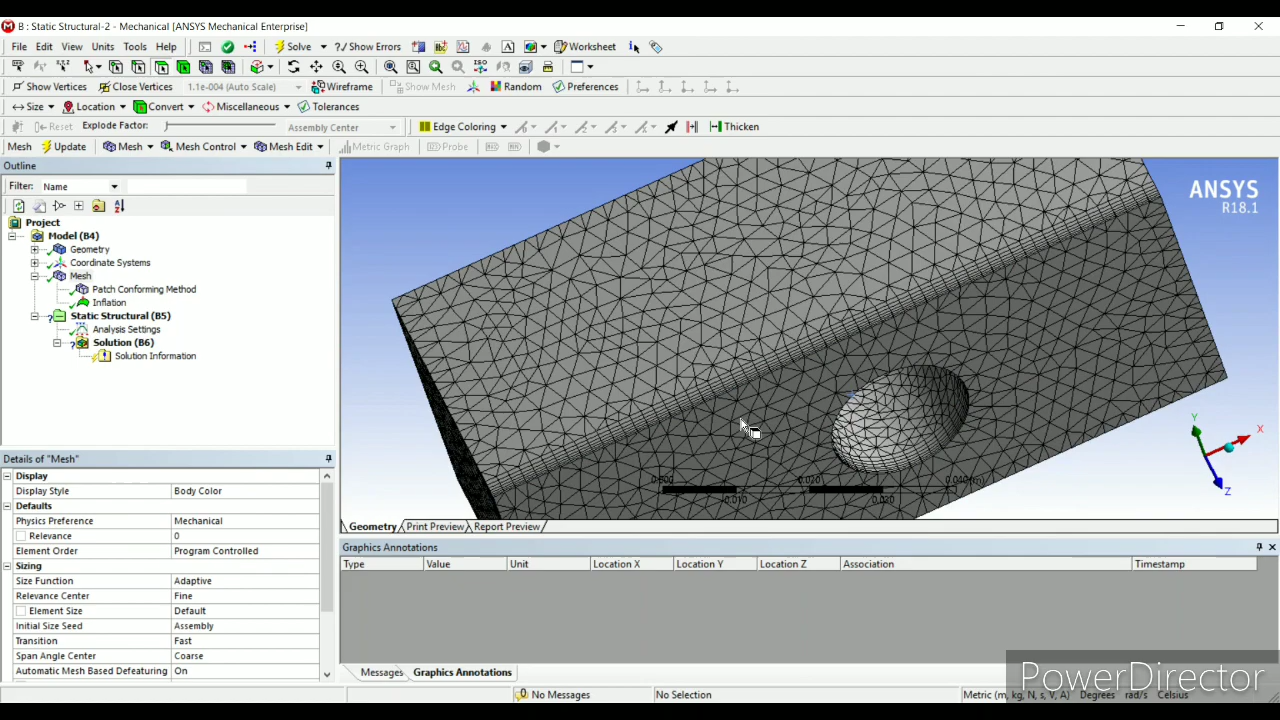 B : Static Structural-2 - Mechanical [ANSYS Mechanical Enterprise]
File Edit View Units Tools Help Solve ?/ Show Errors Worksheet
Show Vertices Close Vertices 1.1e-004 (Auto Scale) Wireframe Show Mesh Random Preferences
Size Location Convert Miscellaneous Tolerances
Reset Explode Factor: Assembly Center Edge Coloring Thicken
Mesh Update Mesh Mesh Control Mesh Edit Metric Graph Probe
Outline
Filter: Name
Project
Model (B4)
Geometry
Coordinate Systems
Mesh
Patch Conforming Method
Inflation
Static Structural (B5)
Analysis Settings
Solution (B6)
Solution Information
Details of "Mesh"
Display
Display Style Body Color
Defaults
Physics Preference Mechanical
Relevance 0
Element Order Program Controlled
Sizing
Size Function Adaptive
Relevance Center Fine
Element Size Default
Initial Size Seed Assembly
Transition Fast
Span Angle Center Coarse
Automatic Mesh Based Defeaturing On
ANSYS
R18.1
Y
X
Z
0.000 0.020 0.040 (m)
0.010
Geometry Print Preview Report Preview
Graphics Annotations
Type Value Unit Location X Location Y Location Z Association Timestamp
Messages Graphics Annotations
PowerDirector
No Messages No Selection Metric (m, kg, N, s, V, A) Degrees rad/s Celsius